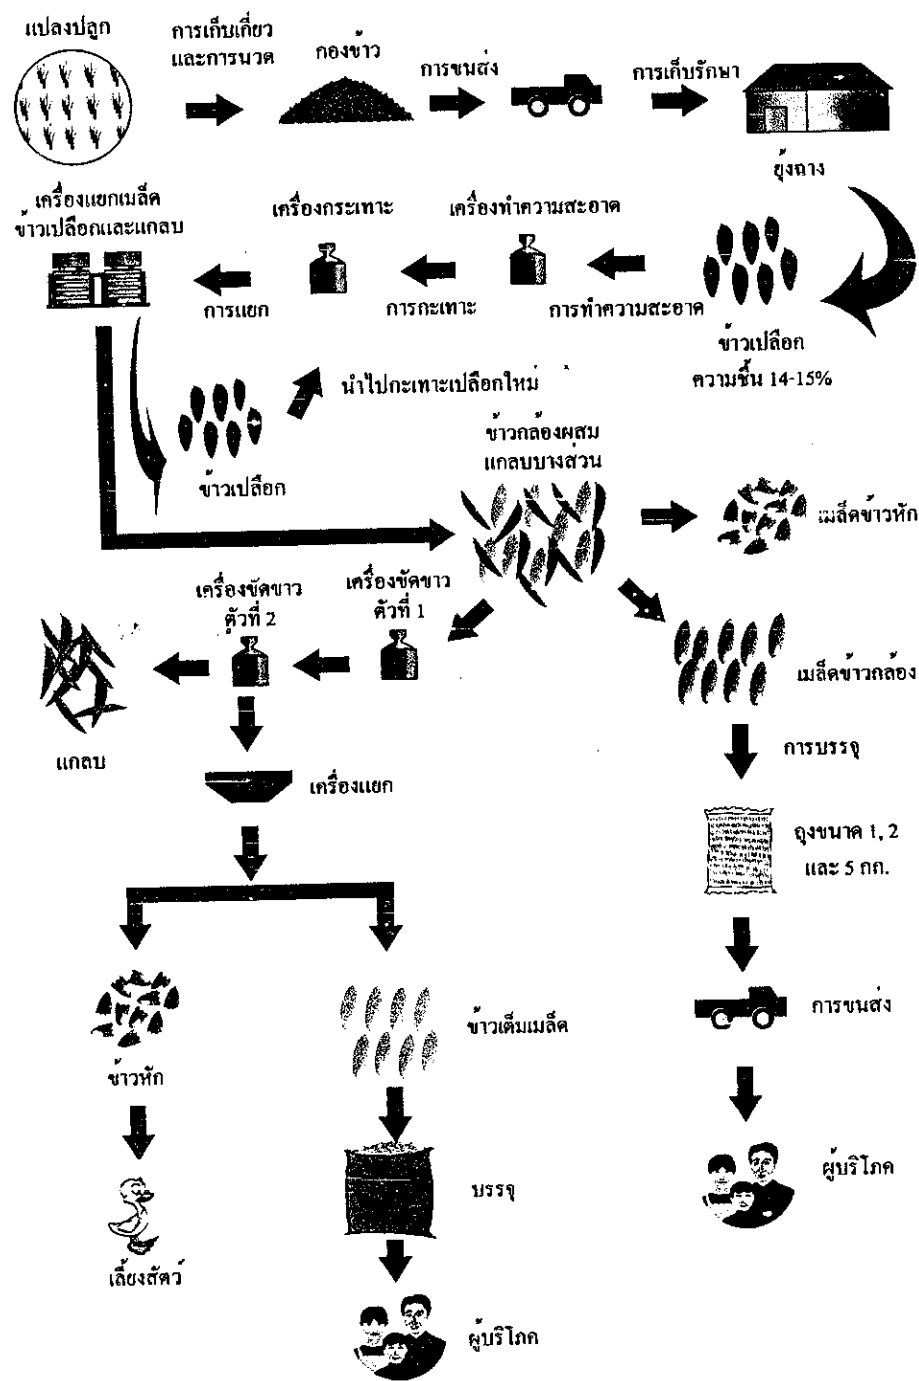 แปลงปลูก
การเก็บเกี่ยว
และการนวด
กองข้าว
การขนส่ง
การเก็บรักษา
ยุ้งฉาง
เครื่องแยกเมล็ด
ข้าวเปลือกและแกลบ
เครื่องกระเทาะ
เครื่องทำความสะอาด
การแยก
การกะเทาะ
การทำความสะอาด
ข้าวเปลือก
ความชื้น 14-15%
นำไปกะเทาะเปลือกใหม่
ข้าวเปลือก
ข้าวกล้องผสม
แกลบบางส่วน
เมล็ดข้าวหัก
เครื่องขัดขาว
ตัวที่ 2
เครื่องขัดขาว
ตัวที่ 1
เมล็ดข้าวกล้อง
แกลบ
เครื่องแยก
การบรรจุ
ถุงขนาด 1, 2
และ 5 กก.
ข้าวหัก
ข้าวเต็มเมล็ด
การขนส่ง
เลี้ยงสัตว์
บรรจุ
ผู้บริโภค
ผู้บริโภค